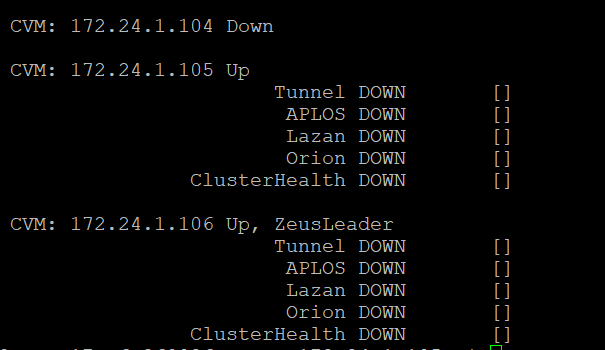 CVM: 172.24.1.104 Down
CVM: 172.24.1.105 Up
Tunnel DOWN []
APLOS DOWN []
Lazan DOWN []
Orion DOWN []
ClusterHealth DOWN []
CVM: 172.24.1.106 Up, ZeusLeader
Tunnel DOWN []
APLOS DOWN []
Lazan DOWN []
Orion DOWN []
ClusterHealth DOWN []